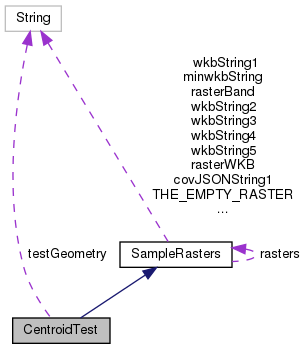 String
wkbString1
minwkbString
rasterBand
wkbString2
wkbString3
wkbString4
wkbString5
rasterWKB
covJSONString1
THE_EMPTY_RASTER
...
testGeometry
SampleRasters
rasters
CentroidTest